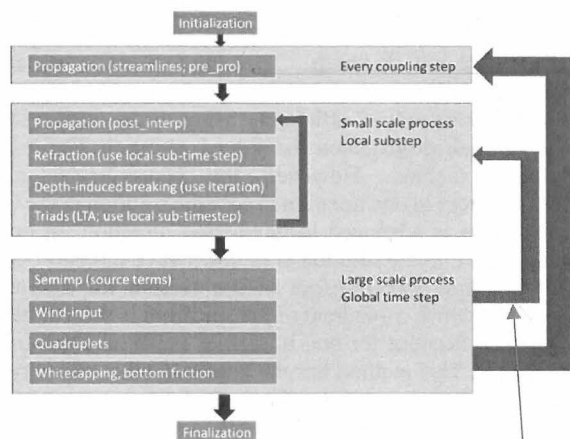 Initialization
Propagation (streamlines; pre_pro)
Every coupling step
Propagation (post_interp)
Refraction (use local sub-time step)
Depth-induced breaking (use Iteration)
Triads (LTA; use local sub-timestep)
Small scale process
Local substep
Semimp (source terms)
Wind-input
Quadruplets
Whitecapping, bottom friction
Large scale process
Global time step
Finalization